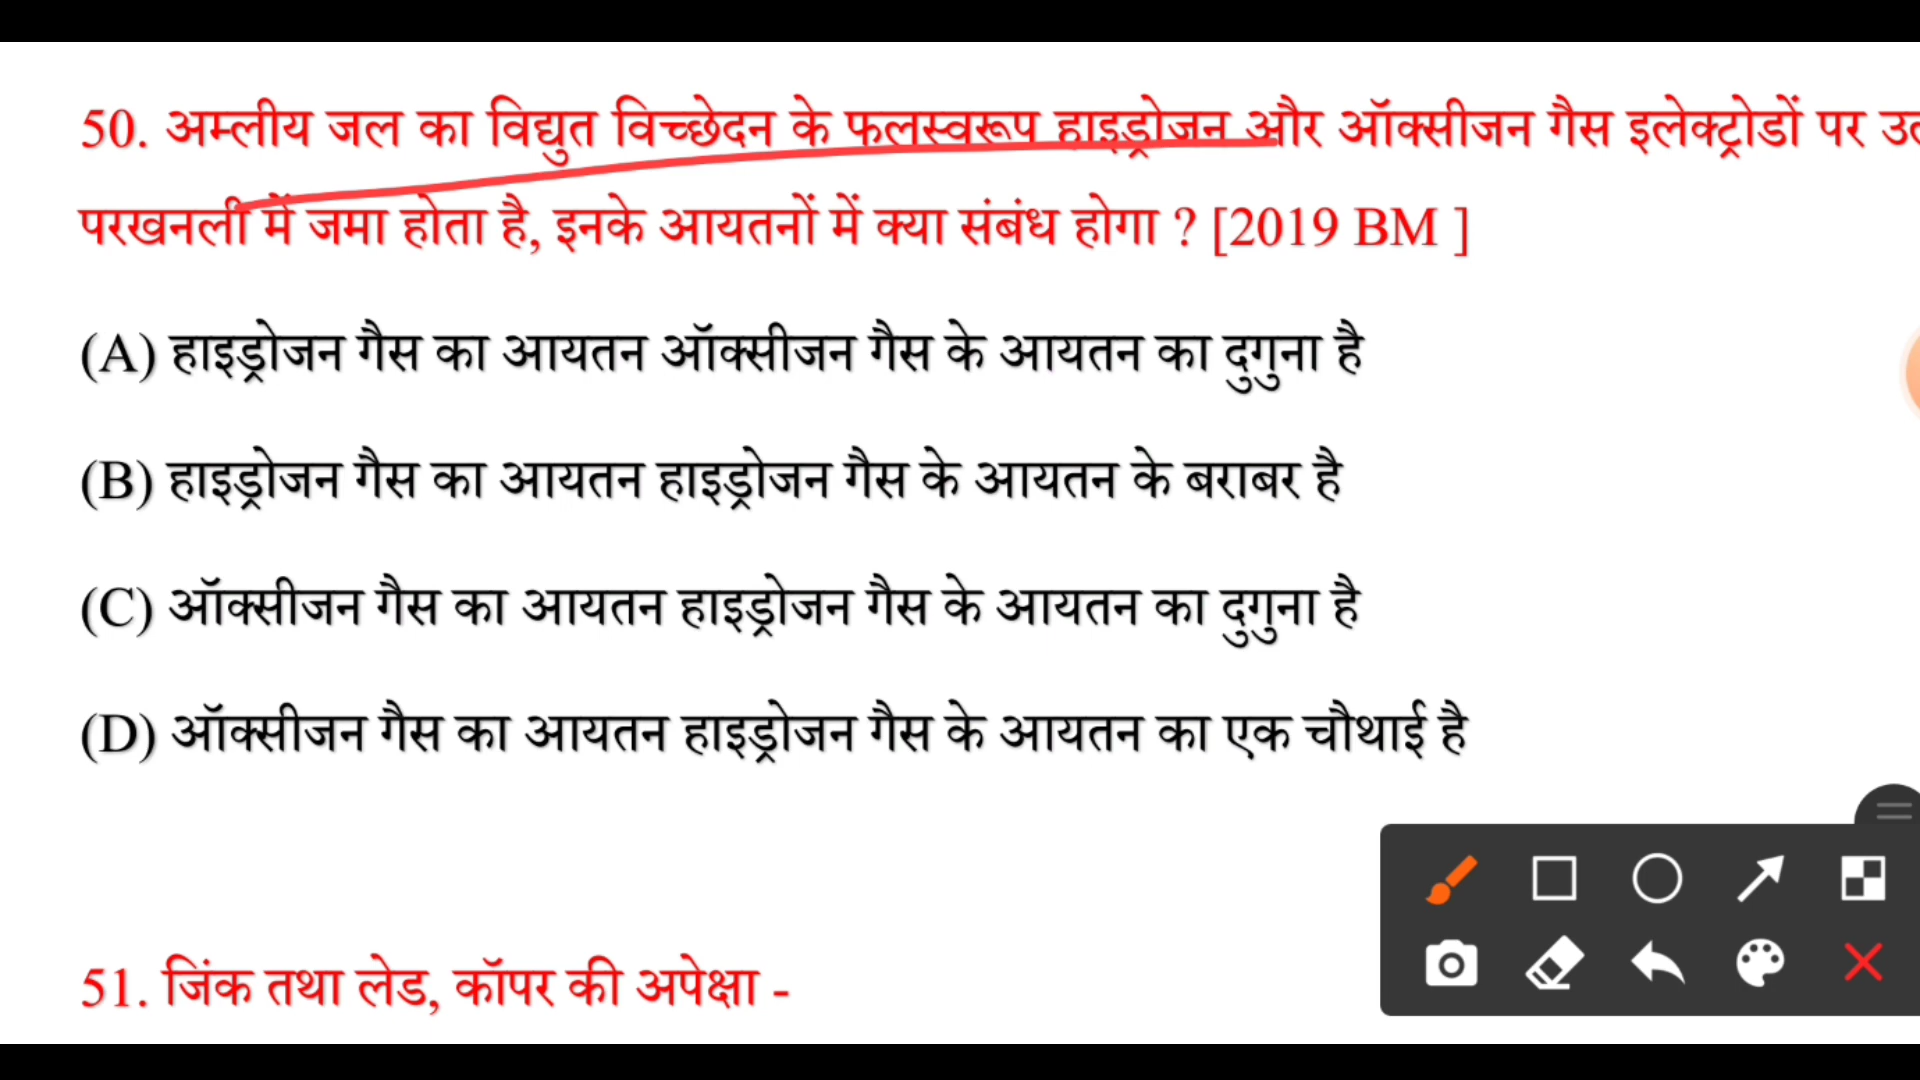 50. अम्लीय जल का विद्युत विच्छेदन के फलस्वरूप हाइड्रोजन और ऑक्सीजन गैस इलेक्ट्रोडों पर
परखनली में जमा होता है, इनके आयतनों में क्या संबंध होगा ? [2019 BM ]
(A) हाइड्रोजन गैस का आयतन ऑक्सीजन गैस के आयतन का दुगुना है
(B) हाइड्रोजन गैस का आयतन हाइड्रोजन गैस के आयतन के बराबर है
(C) ऑक्सीजन गैस का आयतन हाइड्रोजन गैस के आयतन का दुगुना है
(D) ऑक्सीजन गैस का आयतन हाइड्रोजन गैस के आयतन का एक चौथाई है
51. जिंक तथा लेड, कॉपर की अपेक्षा -